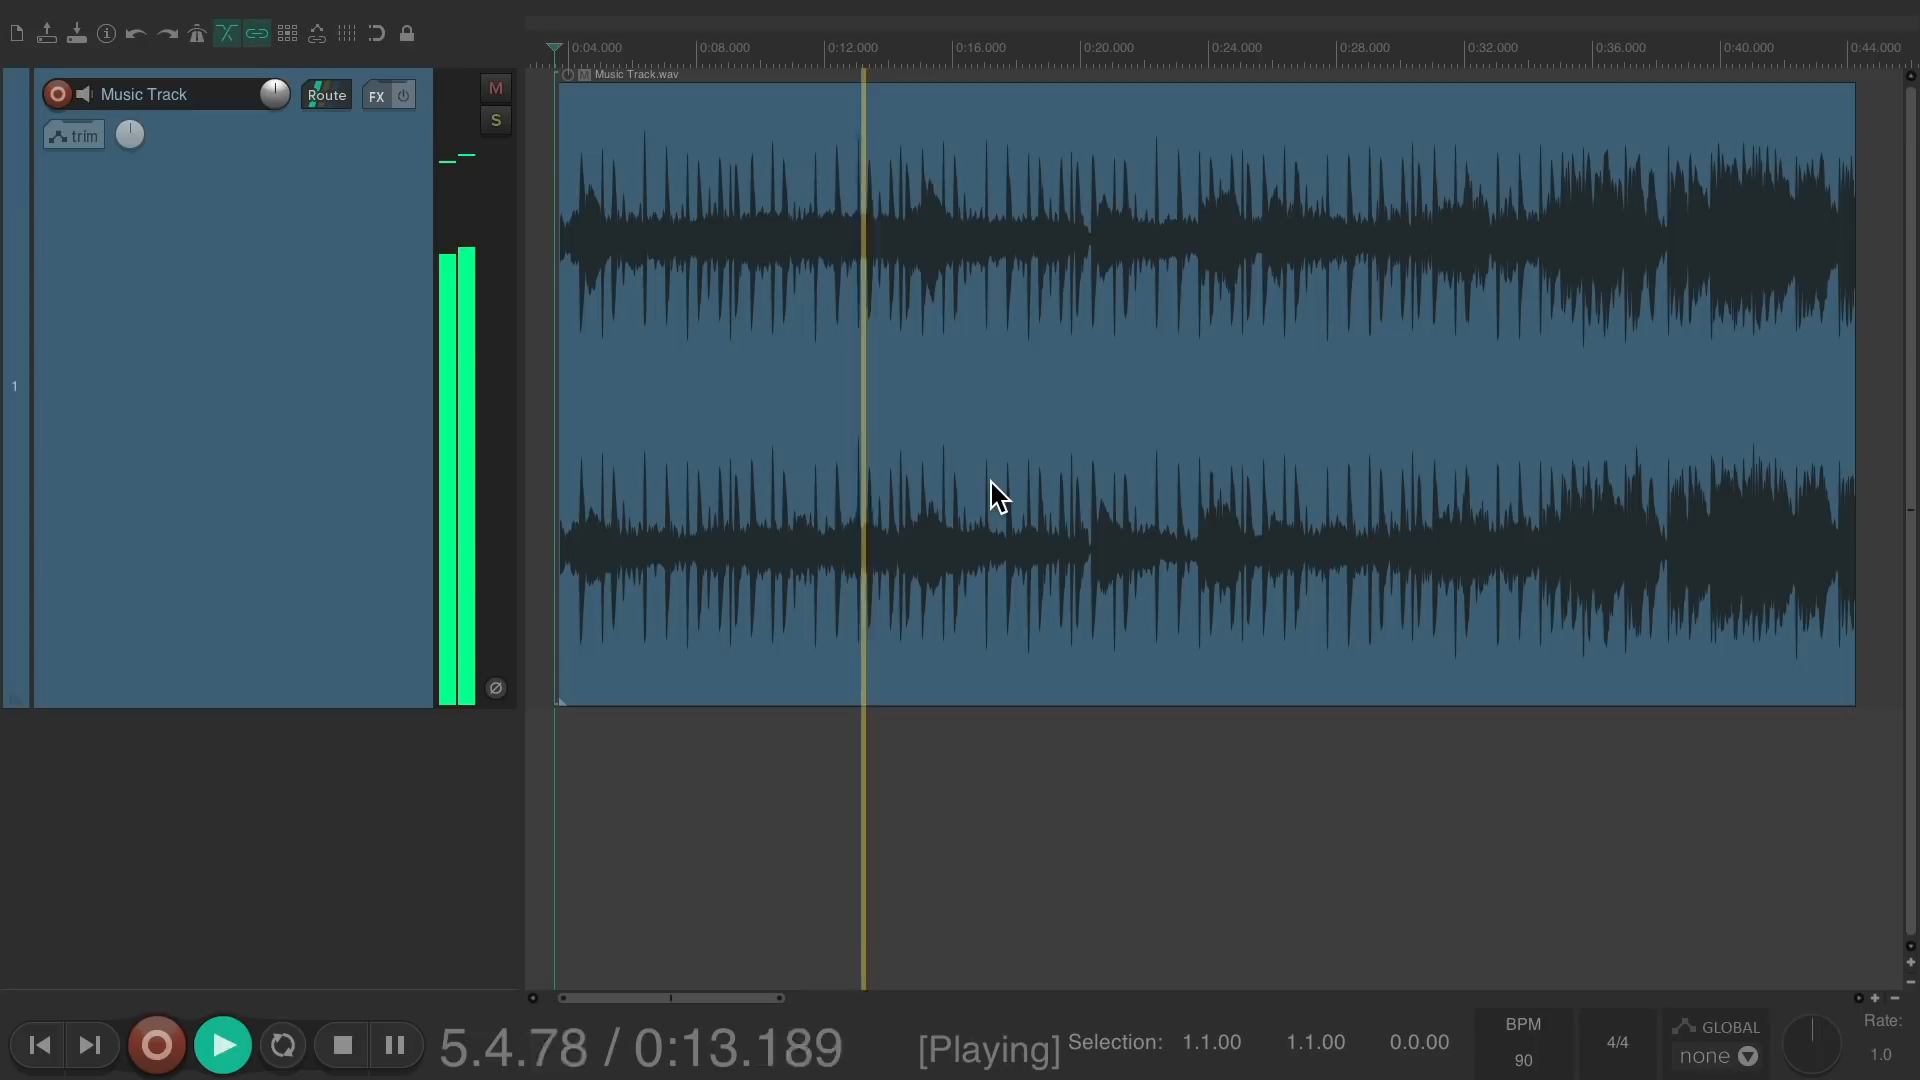 0:04.000 0:08.000 0:12.000 0:16.000 0:20.000 0:24.000 0:28.000 0:32.000 0:36.000 0:40.000 0:44.000
M Music Track.wav
Music Track Route FX M
S
trim
1
5.4.78 / 0:13.189 [Playing] Selection: 1.1.00 1.1.00 0.0.00
BPM
90
4/4
GLOBAL
none
Rate:
1.0